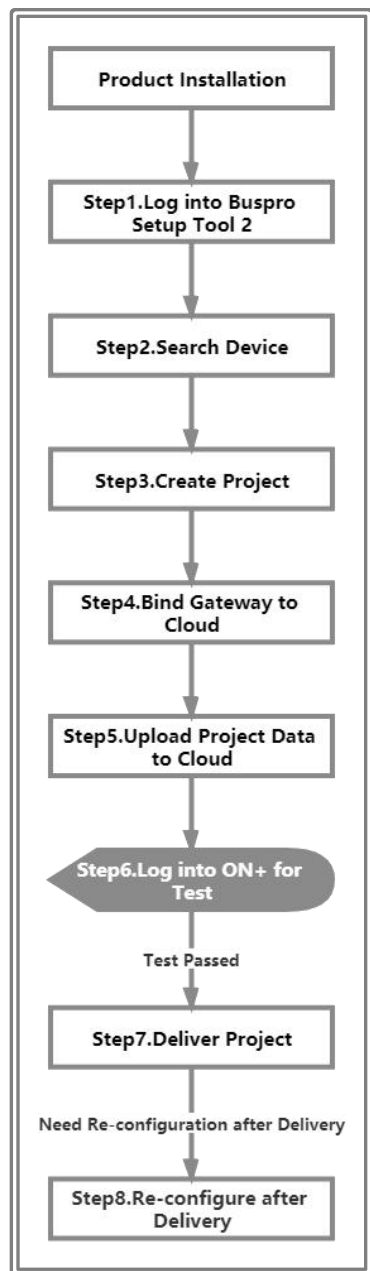 Product Installation
Step1.Log into Buspro
Setup Tool 2
Step2.Search Device
Step3.Create Project
Step4.Bind Gateway to
Cloud
Step5.Upload Project Data
to Cloud
Step6.Log into ON+ for
Test
Test Passed
Step7.Deliver Project
Need Re-configuration after Delivery
Step8.Re-configure after
Delivery